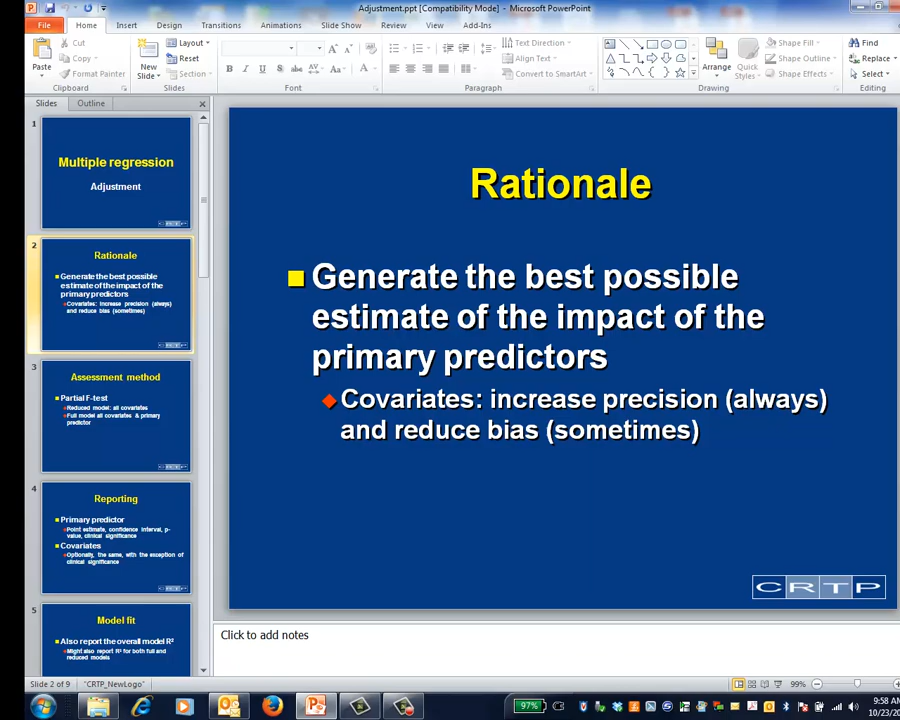 Adjustment.ppt [Compatibility Mode] - Microsoft PowerPoint
File Home Insert Design Transitions Animations Slide Show Review View Add-Ins
Paste
Cut
Copy
Format Painter
Clipboard
New
Slide
Layout
Reset
Section
Slides
B I U S abc AV Aa A
Font
Text Direction
Align Text
Convert to SmartArt
Paragraph
Arrange
Quick
Styles
Shape Fill
Shape Outline
Shape Effects
Drawing
Find
Replace
Select
Editing
Slides Outline
1
Multiple regression
Adjustment
2
Rationale
Generate the best possible
estimate of the impact of the
primary predictors
Covariates: increase precision (always)
and reduce bias (sometimes)
3
Assessment method
Partial F-test
Reduced model: all covariates
Full model all covariates & primary
predictor
4
Reporting
Primary predictor
Point estimate, confidence interval, p-
value, clinical significance
Covariates
Optionally, the same, with the exception of
clinical significance
5
Model fit
Also report the overall model R²
Might also report R² for both full and
reduced models
Rationale
Generate the best possible
estimate of the impact of the
primary predictors
Covariates: increase precision (always)
and reduce bias (sometimes)
CRTP
Click to add notes
Slide 2 of 9 "CRTP_NewLogo" 99%
97%
9:58 AM
10/23/20